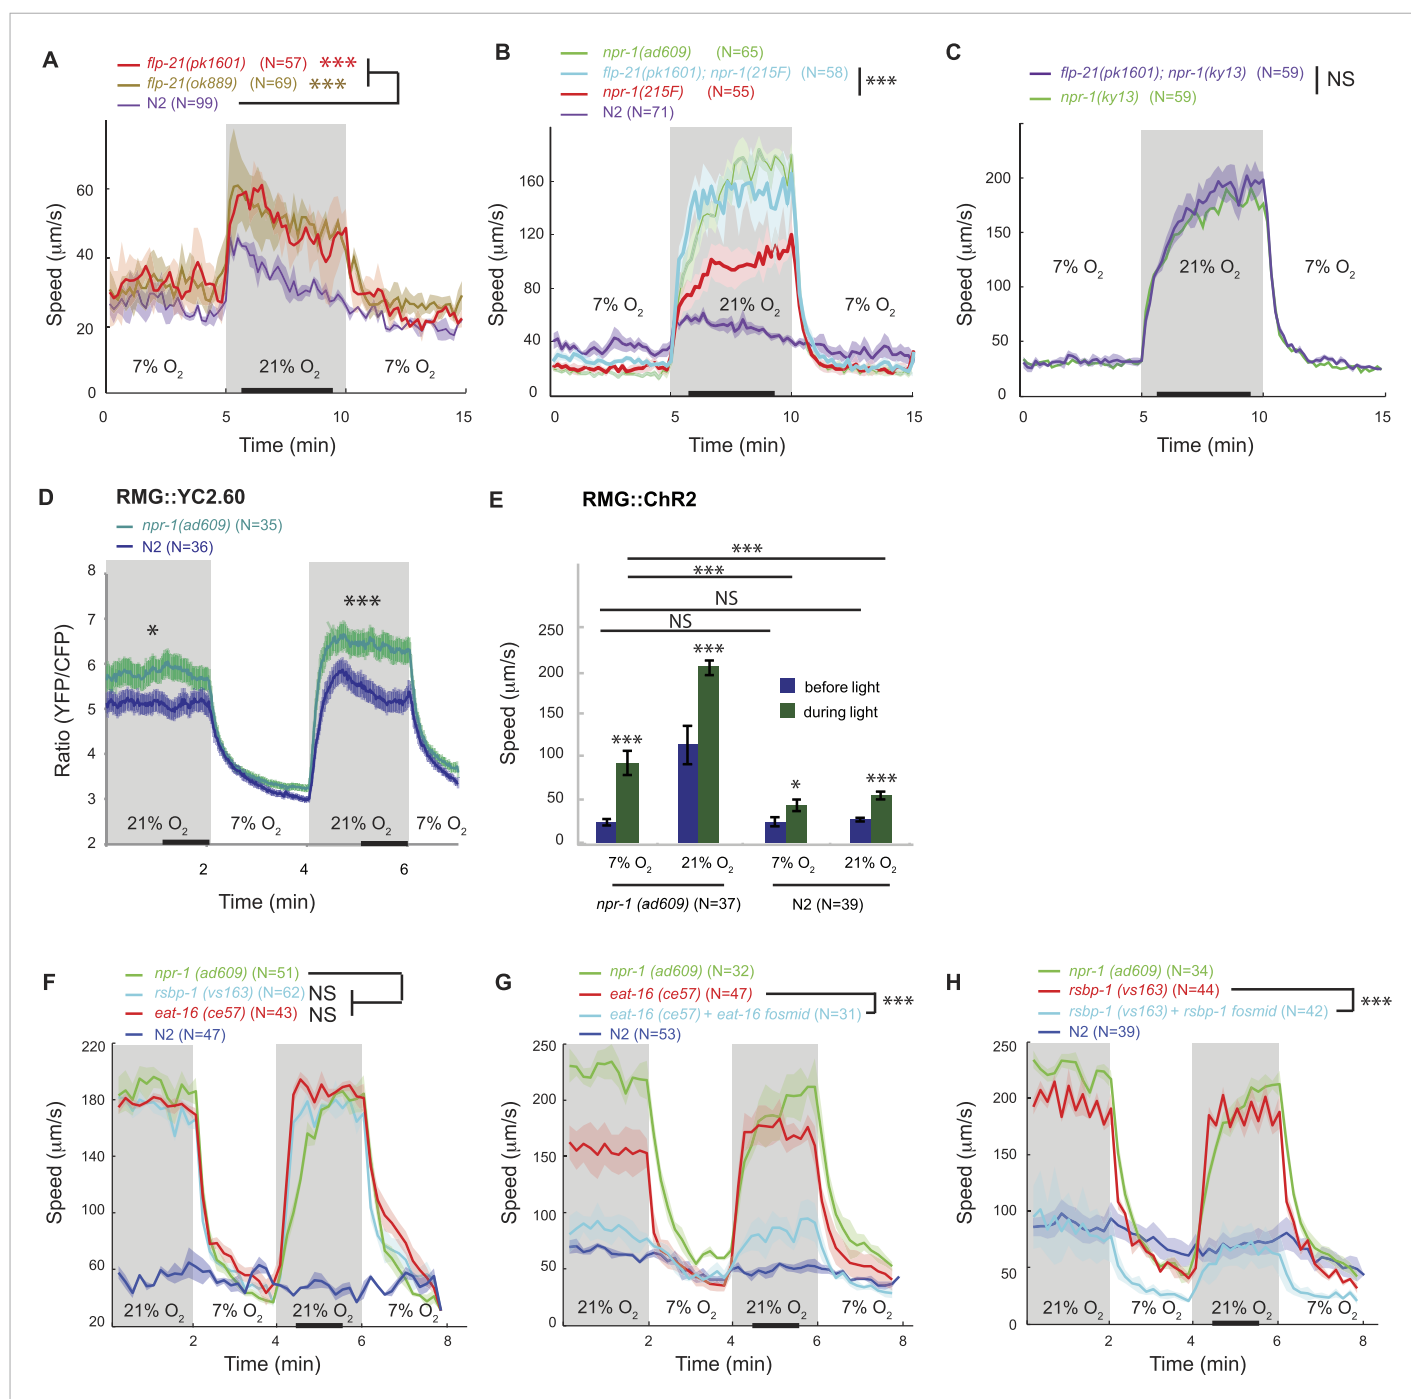 A
flp-21(pk1601) (N=57) ***
flp-21(ok889) (N=69) ***
N2 (N=99)
Speed (µm/s)
60
40
20
0
7% O2
21% O2
7% O2
0
5
10
15
Time (min)
B
npr-1(ad609) (N=65)
flp-21(pk1601); npr-1(215F) (N=58)
npr-1(215F) (N=55)
N2 (N=71)
***
Speed (µm/s)
160
120
80
40
0
7% O2
21% O2
7% O2
0
5
10
15
Time (min)
C
flp-21(pk1601); npr-1(ky13) (N=59)
npr-1(ky13) (N=59)
NS
Speed (µm/s)
200
150
100
50
0
7% O2
21% O2
7% O2
0
5
10
15
Time (min)
D
RMG::YC2.60
npr-1(ad609) (N=35)
N2 (N=36)
Ratio (YFP/CFP)
8
7
6
5
4
3
2
*
***
21% O2
7% O2
21% O2
7% O2
2
4
6
Time (min)
E
RMG::ChR2
***
***
NS
NS
Speed (µm/s)
250
200
150
100
50
0
***
***
*
***
before light
during light
7% O2
21% O2
7% O2
21% O2
npr-1 (ad609) (N=37)
N2 (N=39)
F
npr-1 (ad609) (N=51)
rsbp-1 (vs163) (N=62) NS
eat-16 (ce57) (N=43) NS
N2 (N=47)
Speed (µm/s)
220
180
140
100
60
20
21% O2
7% O2
21% O2
7% O2
2
4
6
8
Time (min)
G
npr-1 (ad609) (N=32)
eat-16 (ce57) (N=47)
eat-16 (ce57) + eat-16 fosmid (N=31)
N2 (N=53)
***
Speed (µm/s)
250
200
150
100
50
0
21% O2
7% O2
21% O2
7% O2
2
4
6
8
Time (min)
H
npr-1 (ad609) (N=34)
rsbp-1 (vs163) (N=44)
rsbp-1 (vs163) + rsbp-1 fosmid (N=42)
N2 (N=39)
***
Speed (µm/s)
250
200
150
100
50
0
21% O2
7% O2
21% O2
7% O2
2
4
6
8
Time (min)